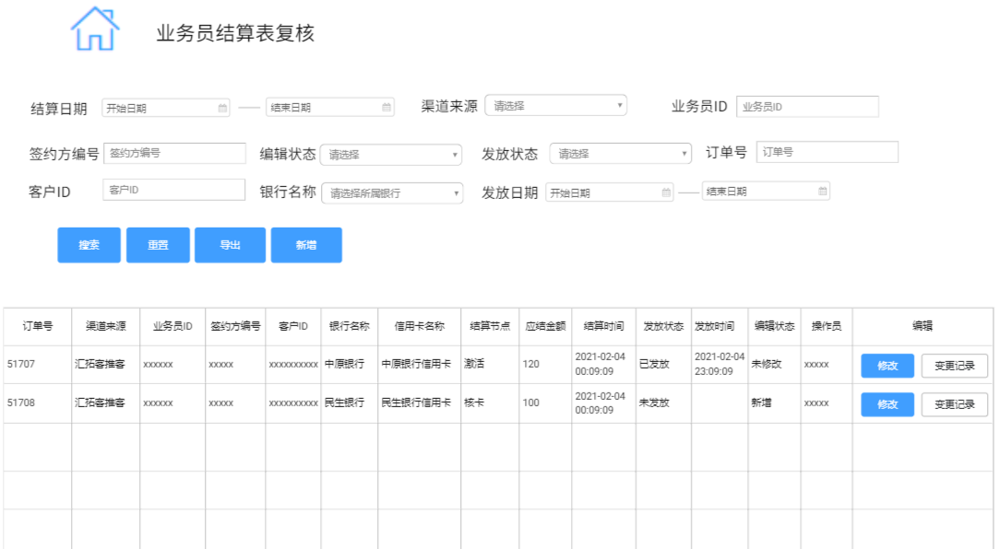 业务员结算表复核
结算日期 开始日期 结束日期 渠道来源 请选择 业务员ID 业务员ID
签约方编号 签约方编号 编辑状态 请选择 发放状态 请选择 订单号 订单号
客户ID 客户ID 银行名称 请选择所属银行 发放日期 开始日期 结束日期
搜索 重置 导出 新增
订单号 渠道来源 业务员ID 签约方编号 客户ID 银行名称 信用卡名称 结算节点 应结金额 结算时间 发放状态 发放时间 编辑状态 操作员 编辑
51707 汇拓客推客 xxxxxx xxxxx xxxxxxxxxx 中原银行 中原银行信用卡 激活 120 2021-02-04 00:09:09 已发放 2021-02-04 23:09:09 未修改 xxxxx 修改 变更记录
51708 汇拓客推客 xxxxxx xxxxx xxxxxxxxxx 民生银行 民生银行信用卡 核卡 100 2021-02-04 00:09:09 未发放 新增 xxxxx 修改 变更记录